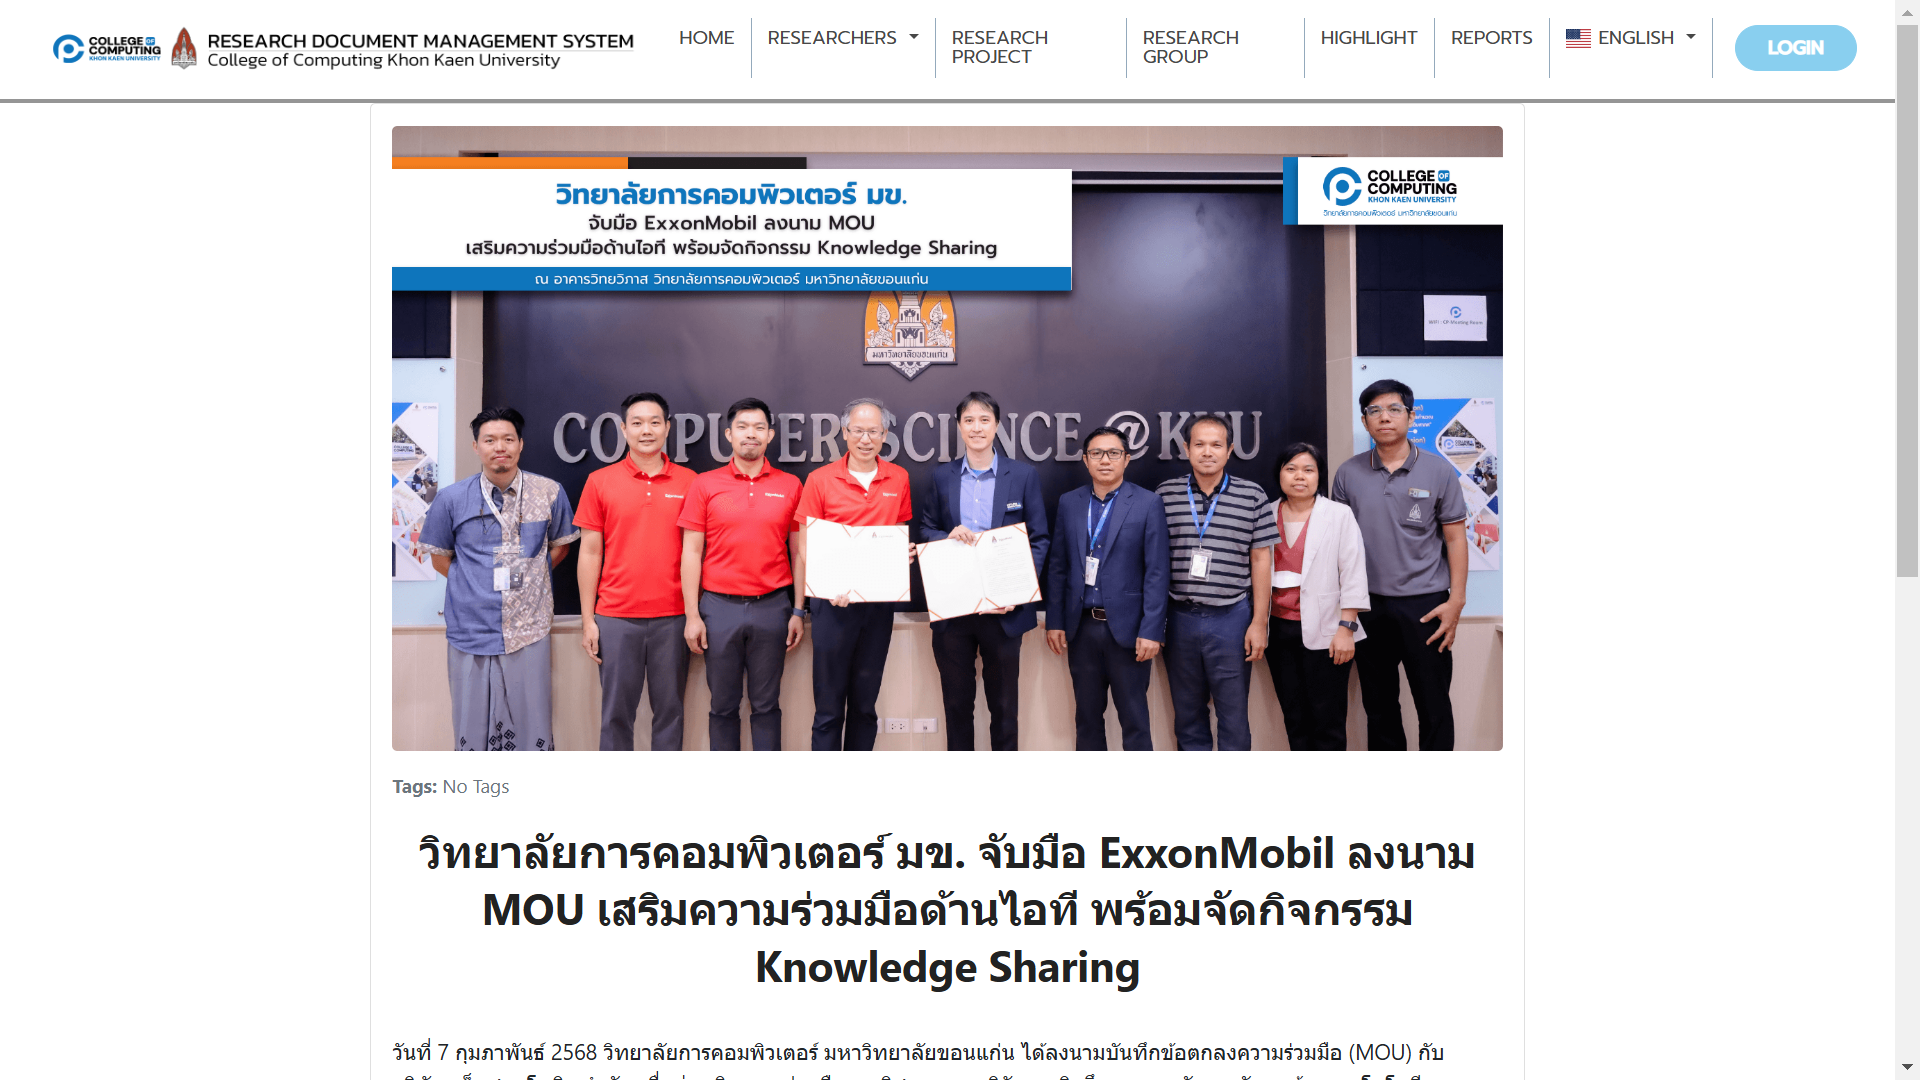 COLLEGE OF
COMPUTING
KHON KAEN UNIVERSITY
RESEARCH DOCUMENT MANAGEMENT SYSTEM
College of Computing Khon Kaen University
HOME
RESEARCHERS
RESEARCH PROJECT
RESEARCH GROUP
HIGHLIGHT
REPORTS
ENGLISH
LOGIN
วิทยาลัยการคอมพิวเตอร์ มข.
จับมือ ExxonMobil ลงนาม MOU
เสริมความร่วมมือด้านไอที พร้อมจัดกิจกรรม Knowledge Sharing
ณ อาคารวิทยวิภาส วิทยาลัยการคอมพิวเตอร์ มหาวิทยาลัยขอนแก่น
COLLEGE OF
COMPUTING
KHON KAEN UNIVERSITY
วิทยาลัยการคอมพิวเตอร์ มหาวิทยาลัยขอนแก่น
มหาวิทยาลัยขอนแก่น
COMPUTER SCIENCE @KKU
Tags: No Tags
วิทยาลัยการคอมพิวเตอร์ มข. จับมือ ExxonMobil ลงนาม
MOU เสริมความร่วมมือด้านไอที พร้อมจัดกิจกรรม
Knowledge Sharing
วันที่ 7 กุมภาพันธ์ 2568 วิทยาลัยการคอมพิวเตอร์ มหาวิทยาลัยขอนแก่น ได้ลงนามบันทึกข้อตกลงความร่วมมือ (MOU) กับ